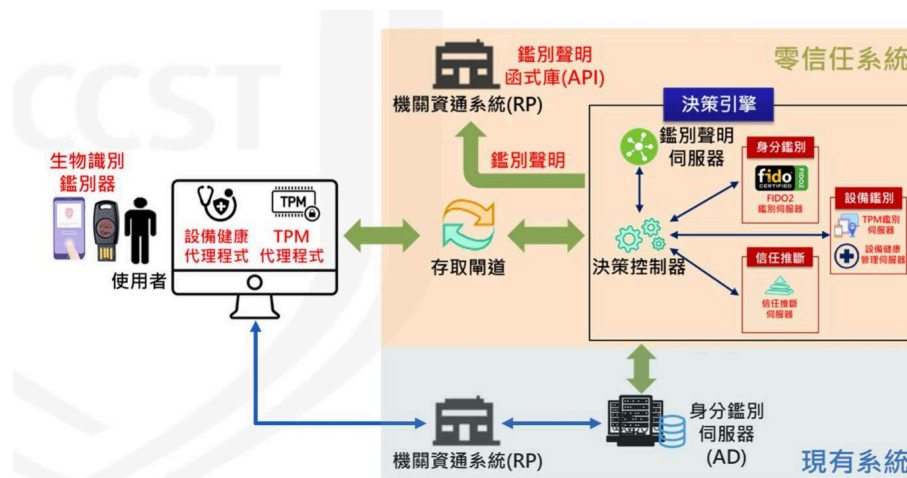 CCST
零信任系統
鑑別聲明
函式庫(API)
機關資通系統(RP)
決策引擎
鑑別聲明
伺服器
身分鑑別
fido
CERTIFIED
FIDO2
FIDO2
鑑別伺服器
設備鑑別
TPM鑑別
伺服器
設備健康
管理伺服器
鑑別聲明
生物識別
鑑別器
使用者
設備健康
代理程式
TPM
TPM
代理程式
存取閘道
決策控制器
信任推斷
信任推斷
伺服器
機關資通系統(RP)
身分鑑別
伺服器
(AD)
現有系統